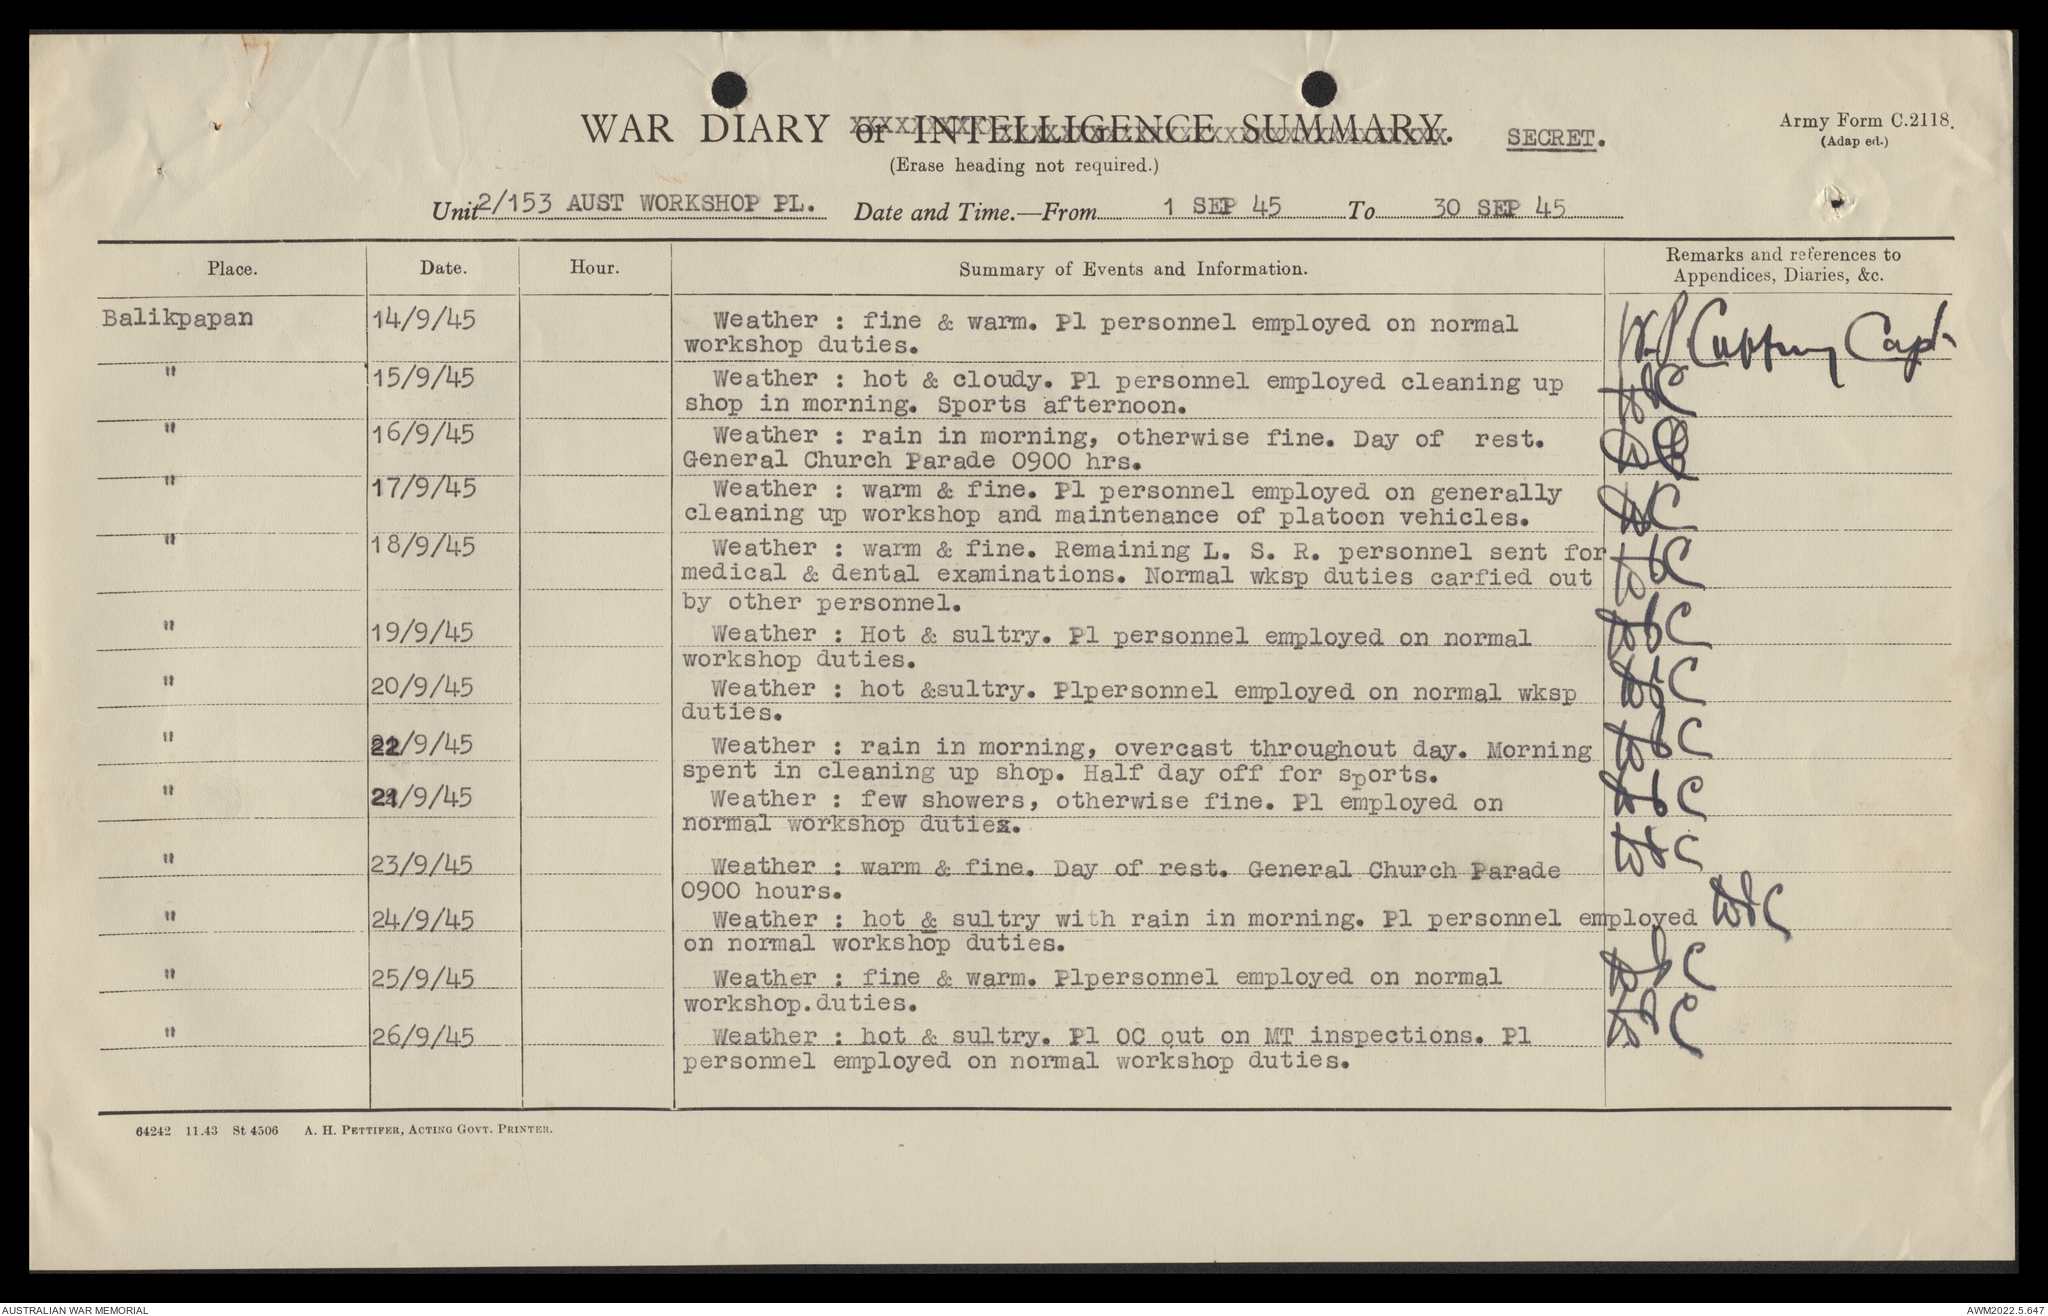 WAR DIARY or INTELLIGENCE SUMMARY. SECRET.
Army Form C.2118.
(Adap ed.)
(Erase heading not required.)
Unit 2/153 AUST WORKSHOP PL. Date and Time.—From 1 SEP 45 To 30 SEP 45
Place. Date. Hour. Summary of Events and Information. Remarks and references to
Appendices, Diaries, &c.
Balikpapan 14/9/45 Weather : fine & warm. Pl personnel employed on normal
workshop duties. Capt
" 15/9/45 Weather : hot & cloudy. Pl personnel employed cleaning up
shop in morning. Sports afternoon.
" 16/9/45 Weather : rain in morning, otherwise fine. Day of rest.
General Church Parade 0900 hrs.
" 17/9/45 Weather : warm & fine. Pl personnel employed on generally
cleaning up workshop and maintenance of platoon vehicles.
" 18/9/45 Weather : warm & fine. Remaining L. S. R. personnel sent for
medical & dental examinations. Normal wksp duties carfied out
by other personnel.
" 19/9/45 Weather : Hot & sultry. Pl personnel employed on normal
workshop duties.
" 20/9/45 Weather : hot &sultry. Plpersonnel employed on normal wksp
duties.
" 22/9/45 Weather : rain in morning, overcast throughout day. Morning
spent in cleaning up shop. Half day off for sports.
" 21/9/45 Weather : few showers, otherwise fine. Pl employed on
normal workshop duties.
" 23/9/45 Weather : warm & fine. Day of rest. General Church Parade
0900 hours.
" 24/9/45 Weather : hot & sultry with rain in morning. Pl personnel employed
on normal workshop duties.
" 25/9/45 Weather : fine & warm. Plpersonnel employed on normal
workshop.duties.
" 26/9/45 Weather : hot & sultry. Pl OC out on MT inspections. Pl
personnel employed on normal workshop duties.
64242 11.43 St 4506 A. H. PETTIFER, ACTING GOVT. PRINTER.
AUSTRALIAN WAR MEMORIAL AWM2022.5.647